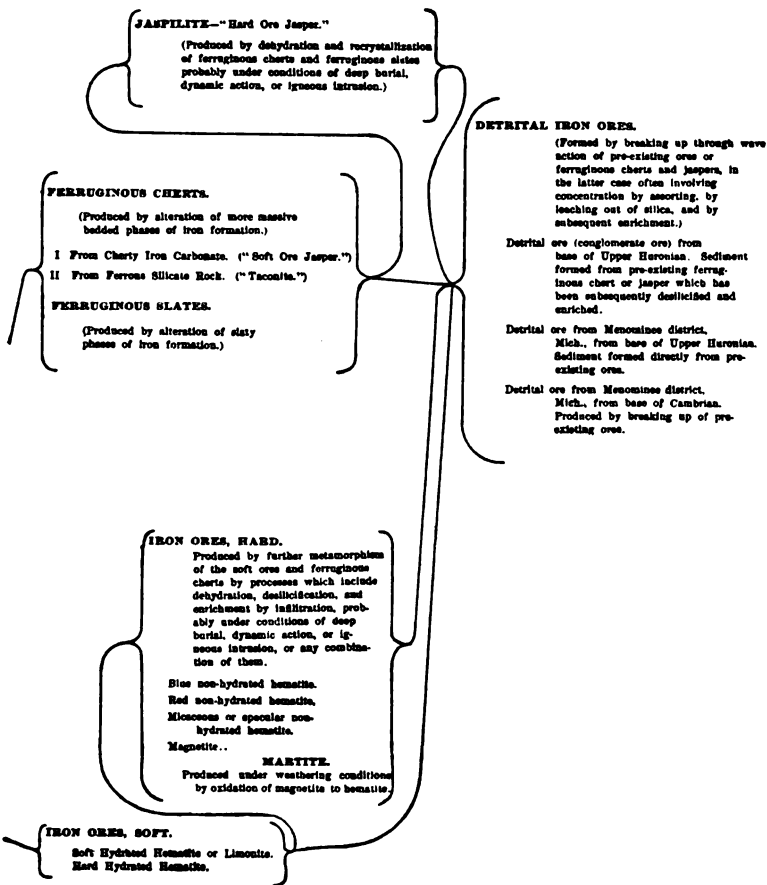 JASPILITE—"Hard Ore Jasper."
(Produced by dehydration and recrystallization
of ferruginous cherts and ferruginous slates
probably under conditions of deep burial,
dynamic action, or igneous intrusion.)
DETRITAL IRON ORES.
(Formed by breaking up through wave
action of pre-existing ores or
ferruginous cherts and jaspers, in
the latter case often involving
concentration by assorting, by
leaching out of silica, and by
subsequent enrichment.)
Detrital ore (conglomerate ore) from
base of Upper Huronian. Sediment
formed from pre-existing ferrug-
inous chert or jasper which has
been subsequently desilicified and
enriched.
Detrital ore from Menominee district,
Mich., from base of Upper Huronian.
Sediment formed directly from pre-
existing ores.
Detrital ore from Menominee district,
Mich., from base of Cambrian.
Produced by breaking up of pre-
existing ores.
FERRUGINOUS CHERTS.
(Produced by alteration of more massive
bedded phases of iron formation.)
I From Cherty Iron Carbonate. ("Soft Ore Jasper.")
II From Ferrous Silicate Rock. ("Taconite.")
FERRUGINOUS SLATES.
(Produced by alteration of slaty
phases of iron formation.)
IRON ORES, HARD.
Produced by further metamorphism
of the soft ores and ferruginous
cherts by processes which include
dehydration, desilicification, and
enrichment by infiltration, prob-
ably under conditions of deep
burial, dynamic action, or ig-
neous intrusion, or any combina-
tion of them.
Blue non-hydrated hematite.
Red non-hydrated hematite.
Micaceous or specular non-
hydrated hematite.
Magnetite..
MARTITE.
Produced under weathering conditions
by oxidation of magnetite to hematite.
IRON ORES, SOFT.
Soft Hydrated Hematite or Limonite.
Hard Hydrated Hematite.